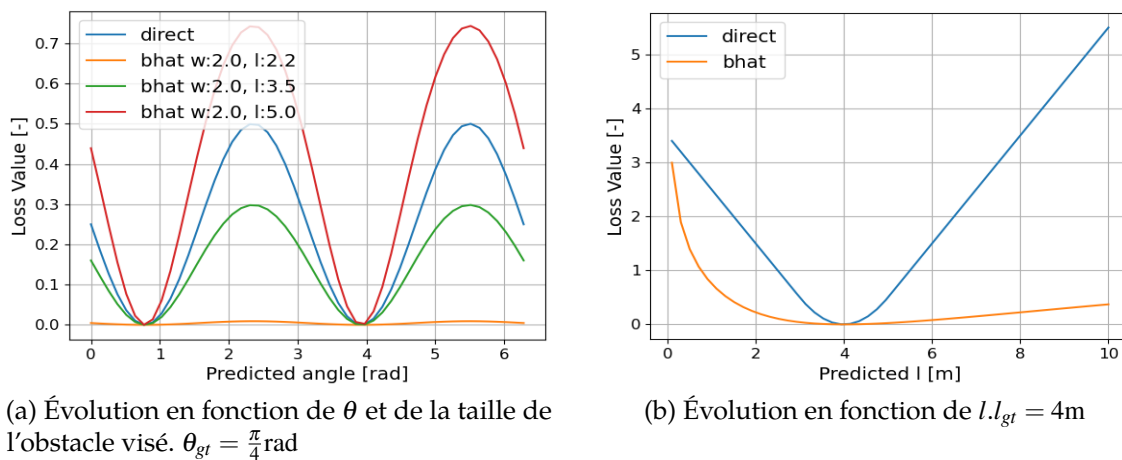 direct
bhat w:2.0, l:2.2
bhat w:2.0, l:3.5
bhat w:2.0, l:5.0
Loss Value [-]
0.7
0.6
0.5
0.4
0.3
0.2
0.1
0.0
0 1 2 3 4 5 6
Predicted angle [rad]
(a) Évolution en fonction de θ et de la taille de
l'obstacle visé. θ_gt = π/4 rad
direct
bhat
Loss Value [-]
5
4
3
2
1
0
0 2 4 6 8 10
Predicted l [m]
(b) Évolution en fonction de l.l_gt = 4m